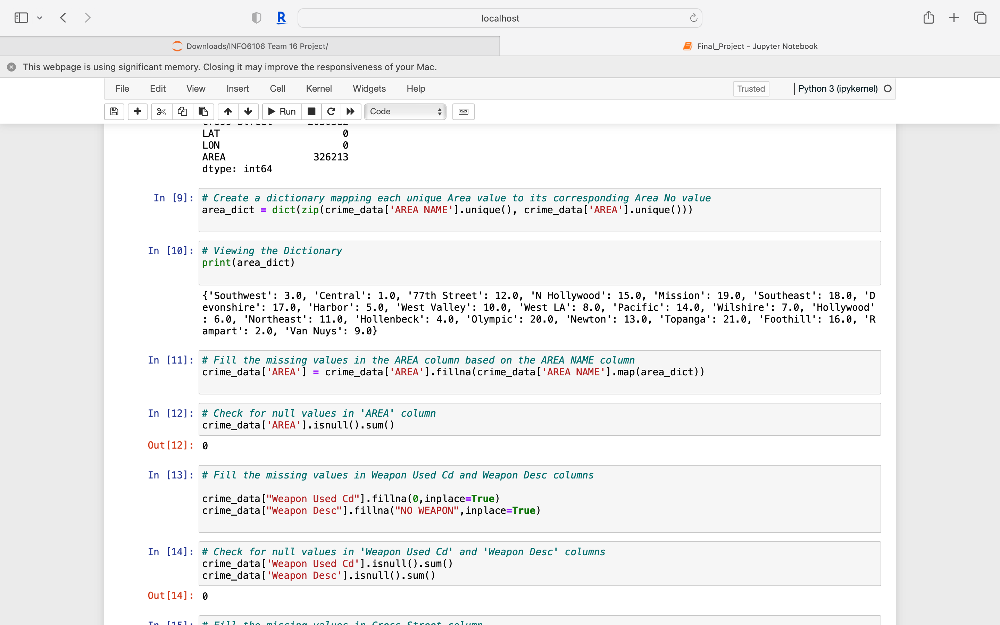 localhost
Downloads/INFO6106 Team 16 Project/
Final_Project - Jupyter Notebook
This webpage is using significant memory. Closing it may improve the responsiveness of your Mac.
File Edit View Insert Cell Kernel Widgets Help Trusted Python 3 (ipykernel)
Run Code
LAT 0
LON 0
AREA 326213
dtype: int64
In [9]: # Create a dictionary mapping each unique Area value to its corresponding Area No value
area_dict = dict(zip(crime_data['AREA NAME'].unique(), crime_data['AREA'].unique()))
In [10]: # Viewing the Dictionary
print(area_dict)
{'Southwest': 3.0, 'Central': 1.0, '77th Street': 12.0, 'N Hollywood': 15.0, 'Mission': 19.0, 'Southeast': 18.0, 'D
evonshire': 17.0, 'Harbor': 5.0, 'West Valley': 10.0, 'West LA': 8.0, 'Pacific': 14.0, 'Wilshire': 7.0, 'Hollywood'
: 6.0, 'Northeast': 11.0, 'Hollenbeck': 4.0, 'Olympic': 20.0, 'Newton': 13.0, 'Topanga': 21.0, 'Foothill': 16.0, 'R
ampart': 2.0, 'Van Nuys': 9.0}
In [11]: # Fill the missing values in the AREA column based on the AREA NAME column
crime_data['AREA'] = crime_data['AREA'].fillna(crime_data['AREA NAME'].map(area_dict))
In [12]: # Check for null values in 'AREA' column
crime_data['AREA'].isnull().sum()
Out[12]: 0
In [13]: # Fill the missing values in Weapon Used Cd and Weapon Desc columns
crime_data["Weapon Used Cd"].fillna(0,inplace=True)
crime_data["Weapon Desc"].fillna("NO WEAPON",inplace=True)
In [14]: # Check for null values in 'Weapon Used Cd' and 'Weapon Desc' columns
crime_data['Weapon Used Cd'].isnull().sum()
crime_data['Weapon Desc'].isnull().sum()
Out[14]: 0
In [15]: # Fill the missing values in Cross Street column